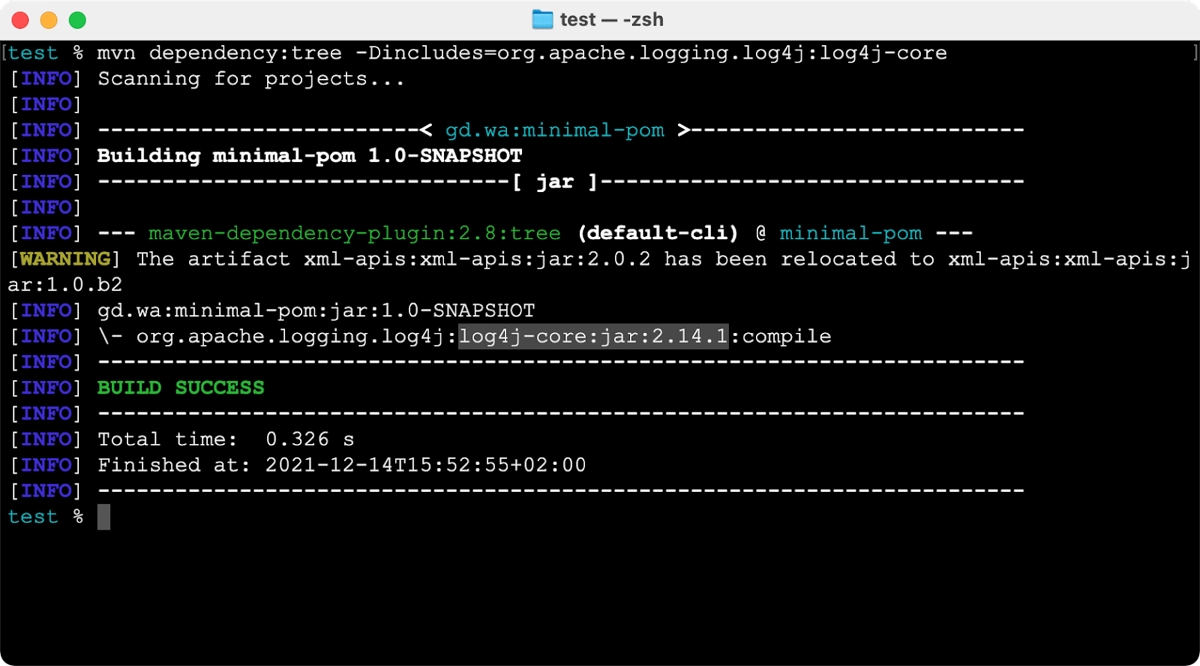 test — -zsh
test % mvn dependency:tree -Dincludes=org.apache.logging.log4j:log4j-core
[INFO] Scanning for projects...
[INFO]
[INFO] -------------------------< gd.wa:minimal-pom >--------------------------
[INFO] Building minimal-pom 1.0-SNAPSHOT
[INFO] --------------------------------[ jar ]---------------------------------
[INFO]
[INFO] --- maven-dependency-plugin:2.8:tree (default-cli) @ minimal-pom ---
[WARNING] The artifact xml-apis:xml-apis:jar:2.0.2 has been relocated to xml-apis:xml-apis:j
ar:1.0.b2
[INFO] gd.wa:minimal-pom:jar:1.0-SNAPSHOT
[INFO] \- org.apache.logging.log4j:log4j-core:jar:2.14.1:compile
[INFO] ------------------------------------------------------------------------
[INFO] BUILD SUCCESS
[INFO] ------------------------------------------------------------------------
[INFO] Total time:  0.326 s
[INFO] Finished at: 2021-12-14T15:52:55+02:00
[INFO] ------------------------------------------------------------------------
test %